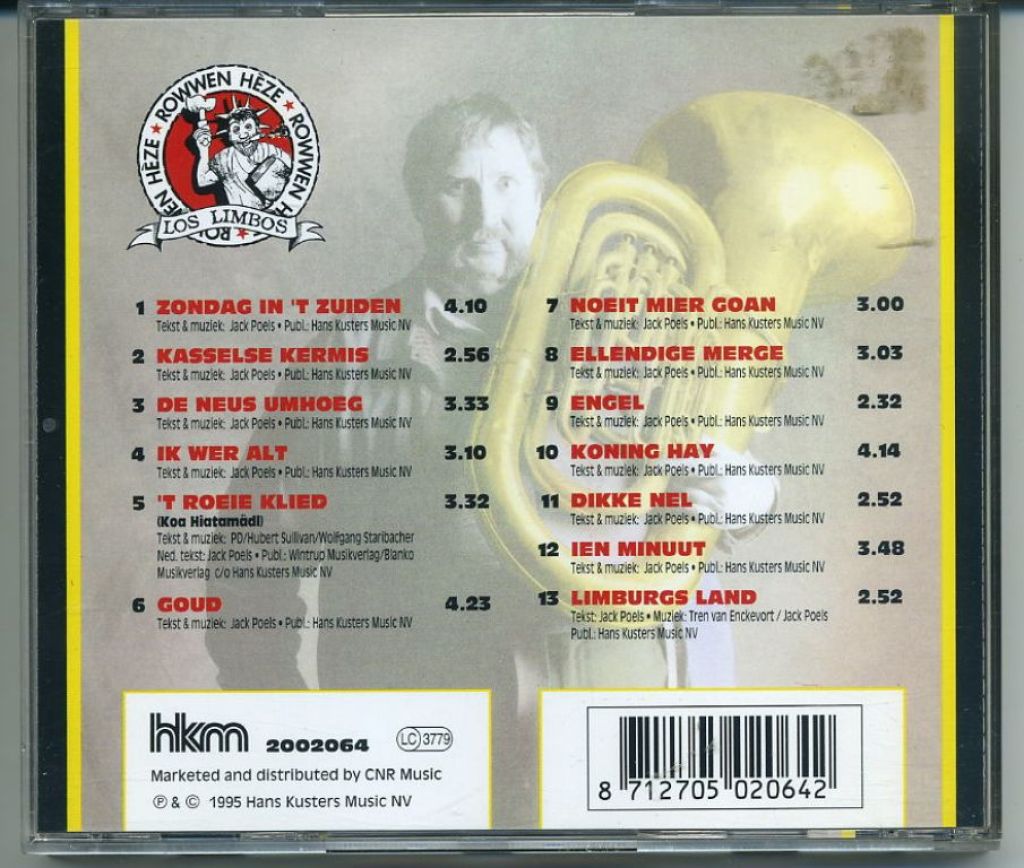 ROWWEN HÈZE ★ ROWWEN HÈZE ★ ROWWEN HÈZE
LOS LIMBOS
1 ZONDAG IN 'T ZUIDEN 4.10
Tekst & muziek: Jack Poels • Publ.: Hans Kusters Music NV
2 KASSELSE KERMIS 2.56
Tekst & muziek: Jack Poels • Publ.: Hans Kusters Music NV
3 DE NEUS UMHOEG 3.33
Tekst & muziek: Jack Poels • Publ.: Hans Kusters Music NV
4 IK WER ALT 3.10
Tekst & muziek: Jack Poels • Publ.: Hans Kusters Music NV
5 'T ROEIE KLIED 3.32
(Koa Hiatamädl)
Tekst & muziek: PD/Hubert Sullivan/Wolfgang Staribacher
Ned. tekst: Jack Poels • Publ.: Wintrup Musikverlag/Blanko
Musikverlag c/o Hans Kusters Music NV
6 GOUD 4.23
Tekst & muziek: Jack Poels • Publ.: Hans Kusters Music NV
7 NOEIT MIER GOAN 3.00
Tekst & muziek: Jack Poels • Publ.: Hans Kusters Music NV
8 ELLENDIGE MERGE 3.03
Tekst & muziek: Jack Poels • Publ.: Hans Kusters Music NV
9 ENGEL 2.32
Tekst & muziek: Jack Poels • Publ.: Hans Kusters Music NV
10 KONING HAY 4.14
Tekst & muziek: Jack Poels • Publ.: Hans Kusters Music NV
11 DIKKE NEL 2.52
Tekst & muziek: Jack Poels • Publ.: Hans Kusters Music NV
12 IEN MINUUT 3.48
Tekst & muziek: Jack Poels • Publ.: Hans Kusters Music NV
13 LIMBURGS LAND 2.52
Tekst: Jack Poels • Muziek: Tren van Enckevort / Jack Poels
Publ.: Hans Kusters Music NV
hkm 2002064 LC 3779
Marketed and distributed by CNR Music
℗ & © 1995 Hans Kusters Music NV
8 712705 020642